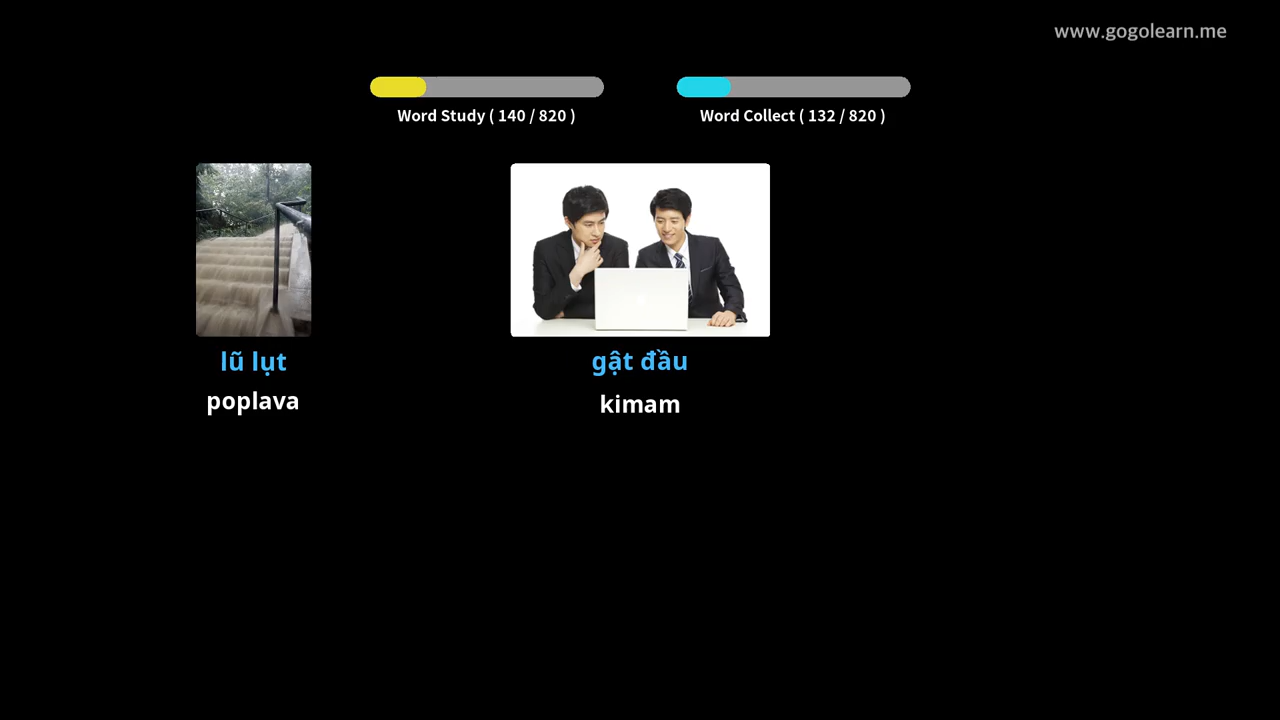 www.gogolearn.me
Word Study ( 140 / 820 )
Word Collect ( 132 / 820 )
lũ lụt
poplava
gật đầu
kimam